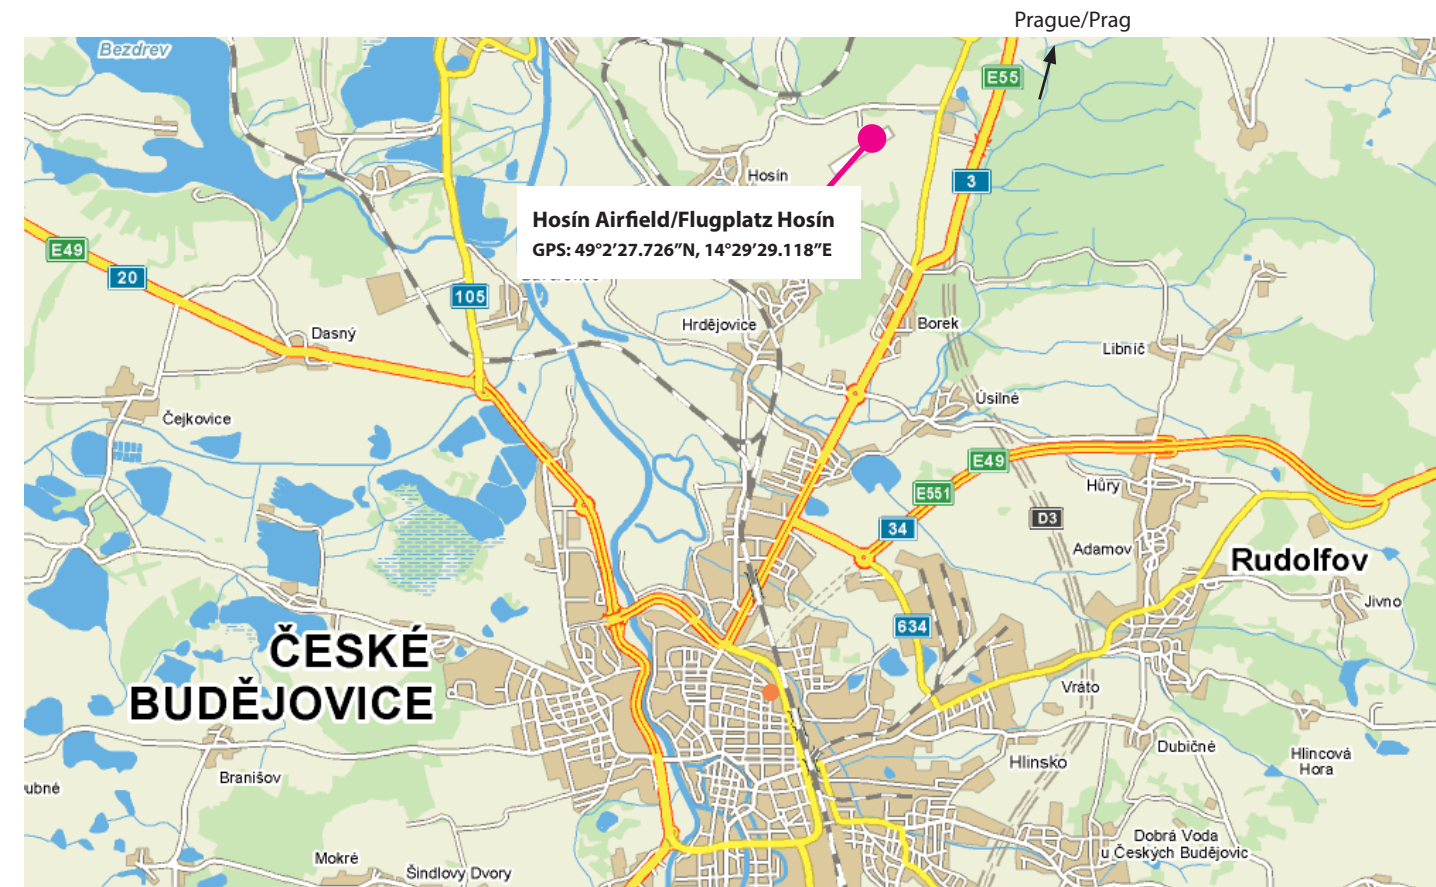 Prague/Prag
Bezdrev
E55
3
Hosín
Hosín Airfield/Flugplatz Hosín
GPS: 49°2’27.726”N, 14°29’29.118”E
E49
20
105
Hrdějovice
Borek
Dasný
Libníč
Úsilné
Čejkovice
E49
E551
Hůry
34
D3
Adamov
Rudolfov
Jivno
634
ČESKÉ
BUDĚJOVICE
Vráto
Dubičné
Hlinsko
Hlincová
Hora
Branišov
Dobrá Voda
u Českých Budějovic
Mokré
Šindlovy Dvory